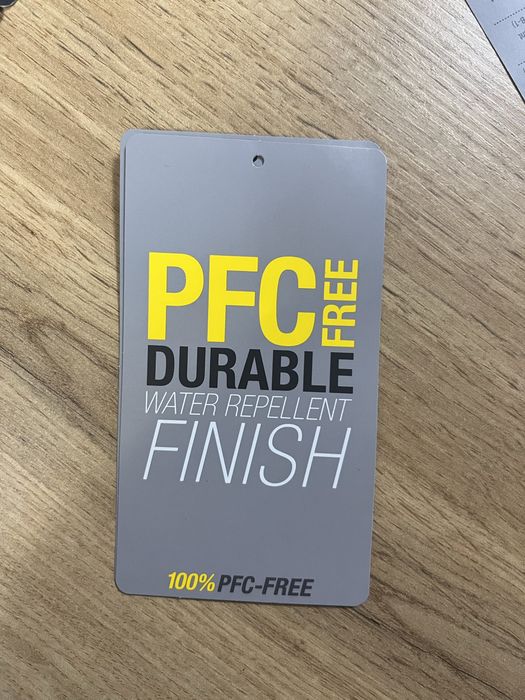 PFC FREE
DURABLE
WATER REPELLENT
FINISH
100% PFC-FREE